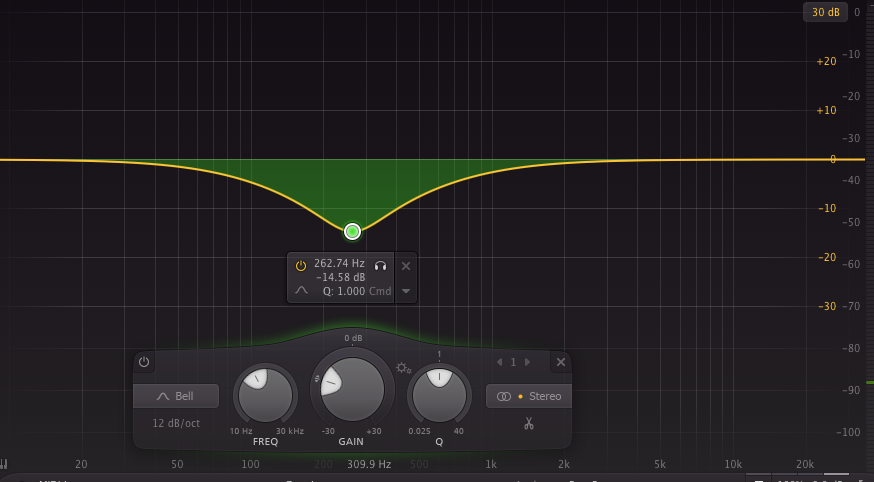 30 dB 0
-10
+20
-20
+10
-30
0
-40
-10
-50
-20
-60
-30
-70
-80
-90
-100
262.74 Hz
-14.58 dB
Q: 1.000 Cmd
0 dB
1
1
Bell
Stereo
12 dB/oct
10 Hz 30 kHz -30 +30 0.025 40
FREQ GAIN Q
20 50 100 200 309.9 Hz 500 1k 2k 5k 10k 20k